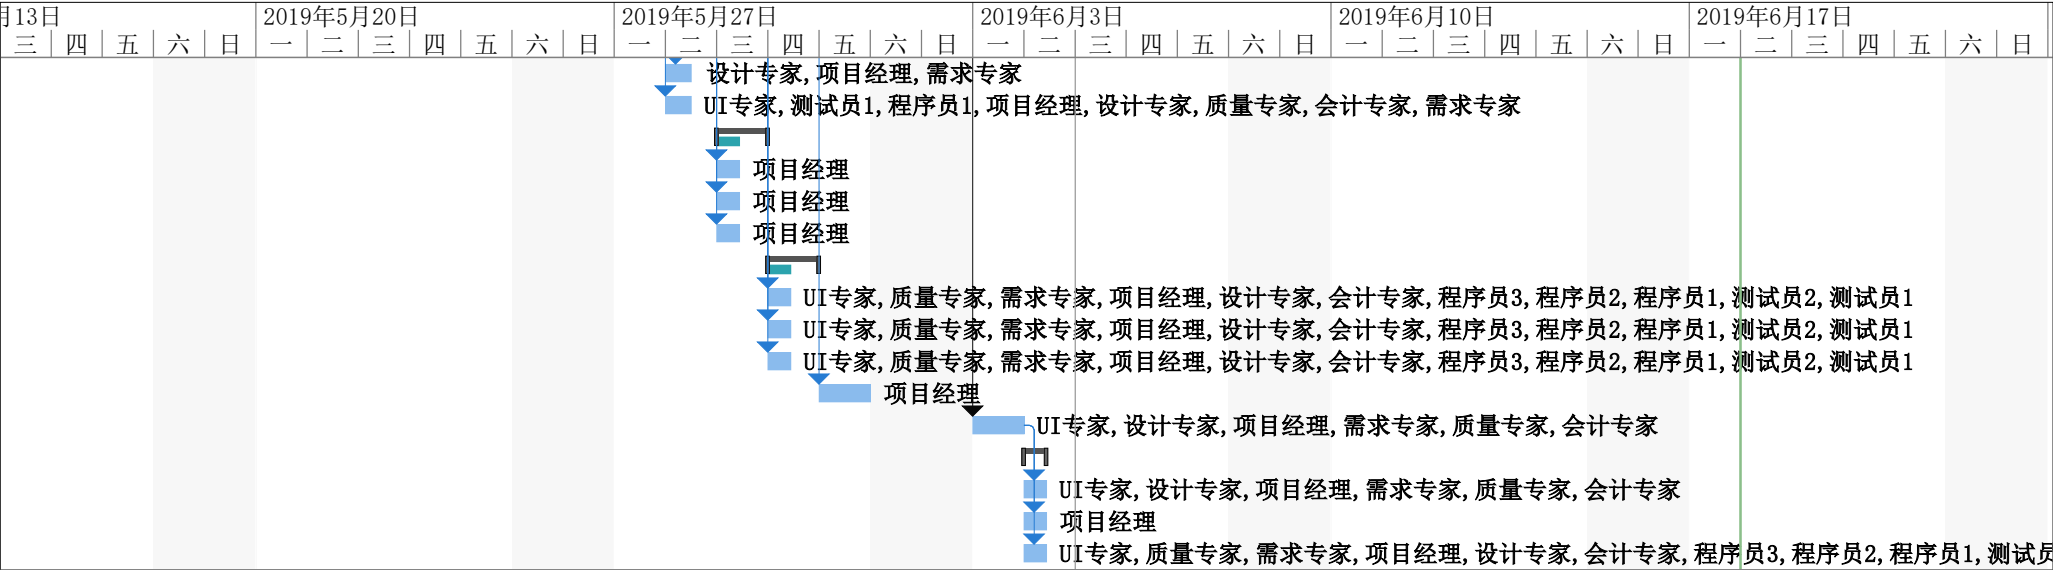 月13日 2019年5月20日 2019年5月27日 2019年6月3日 2019年6月10日 2019年6月17日
三 四 五 六 日 一 二 三 四 五 六 日 一 二 三 四 五 六 日 一 二 三 四 五 六 日 一 二 三 四 五 六 日 一 二 三 四 五 六 日
设计专家,项目经理,需求专家
UI专家,测试员1,程序员1,项目经理,设计专家,质量专家,会计专家,需求专家
项目经理
项目经理
项目经理
UI专家,质量专家,需求专家,项目经理,设计专家,会计专家,程序员3,程序员2,程序员1,测试员2,测试员1
UI专家,质量专家,需求专家,项目经理,设计专家,会计专家,程序员3,程序员2,程序员1,测试员2,测试员1
UI专家,质量专家,需求专家,项目经理,设计专家,会计专家,程序员3,程序员2,程序员1,测试员2,测试员1
项目经理
UI专家,设计专家,项目经理,需求专家,质量专家,会计专家
UI专家,设计专家,项目经理,需求专家,质量专家,会计专家
项目经理
UI专家,质量专家,需求专家,项目经理,设计专家,会计专家,程序员3,程序员2,程序员1,测试员